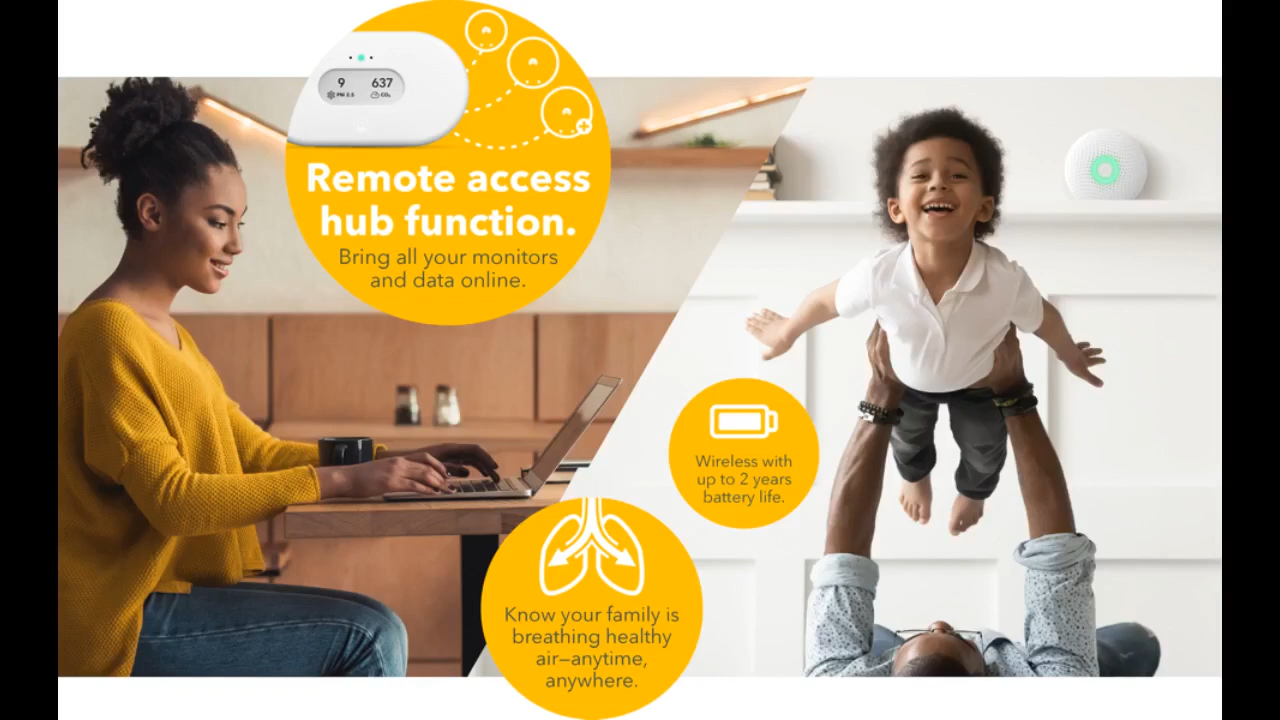 9 637
PM 2.5 CO₂
Remote access
hub function.
Bring all your monitors
and data online.
Wireless with
up to 2 years
battery life.
Know your family is
breathing healthy
air—anytime,
anywhere.